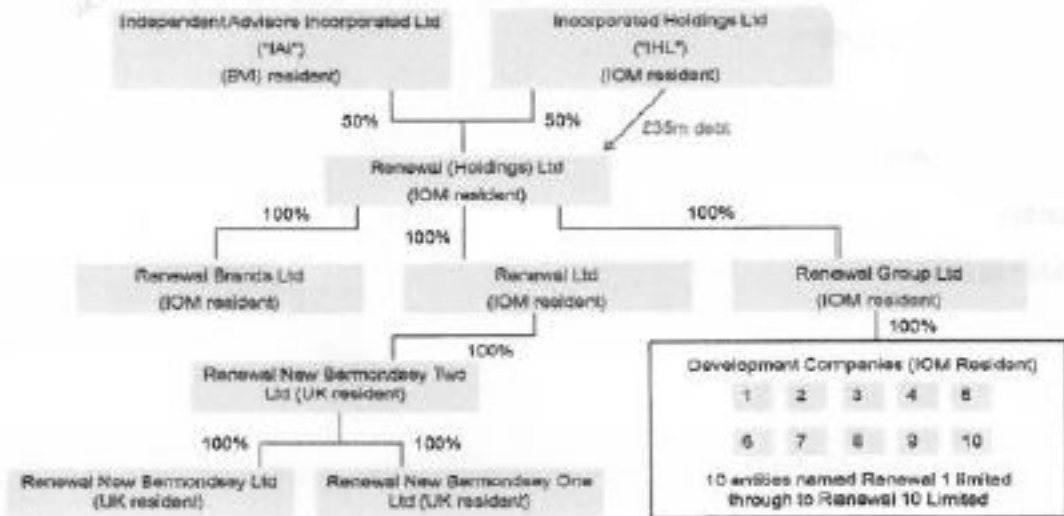 Independent Advisors Incorporated Ltd
("IAI")
(BVI) resident)
Incorporated Holdings Ltd
("IHL")
(IOM resident)
50%
50%
£35m debt
Renewal (Holdings) Ltd
(IOM resident)
100%
100%
100%
Renewal Brands Ltd
(IOM resident)
Renewal Ltd
(IOM resident)
Renewal Group Ltd
(IOM resident)
100%
100%
Renewal New Bermondsey Two
Ltd (UK resident)
Development Companies (IOM Resident)
1 2 3 4 5
6 7 8 9 10
10 entities named Renewal 1 limited
through to Renewal 10 Limited
100%
100%
Renewal New Bermondsey Ltd
(UK resident)
Renewal New Bermondsey One
Ltd (UK resident)